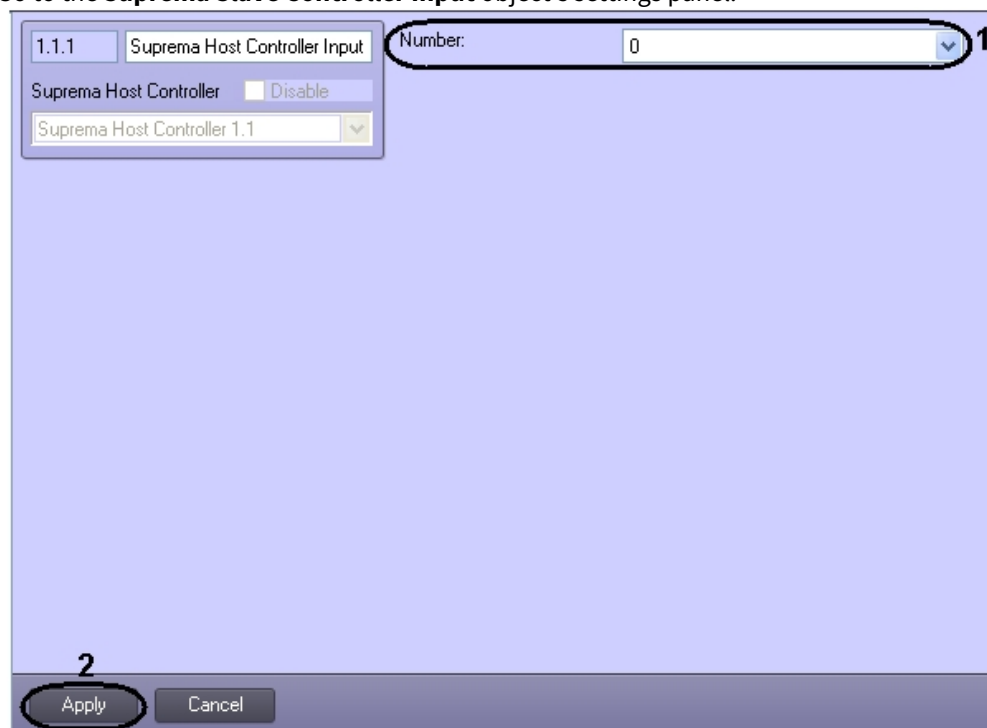 Go to the Suprema Slave Controller Input object's settings panel.
1.1.1 Suprema Host Controller Input Number: 0 1
Suprema Host Controller Disable
Suprema Host Controller 1.1
2
Apply Cancel